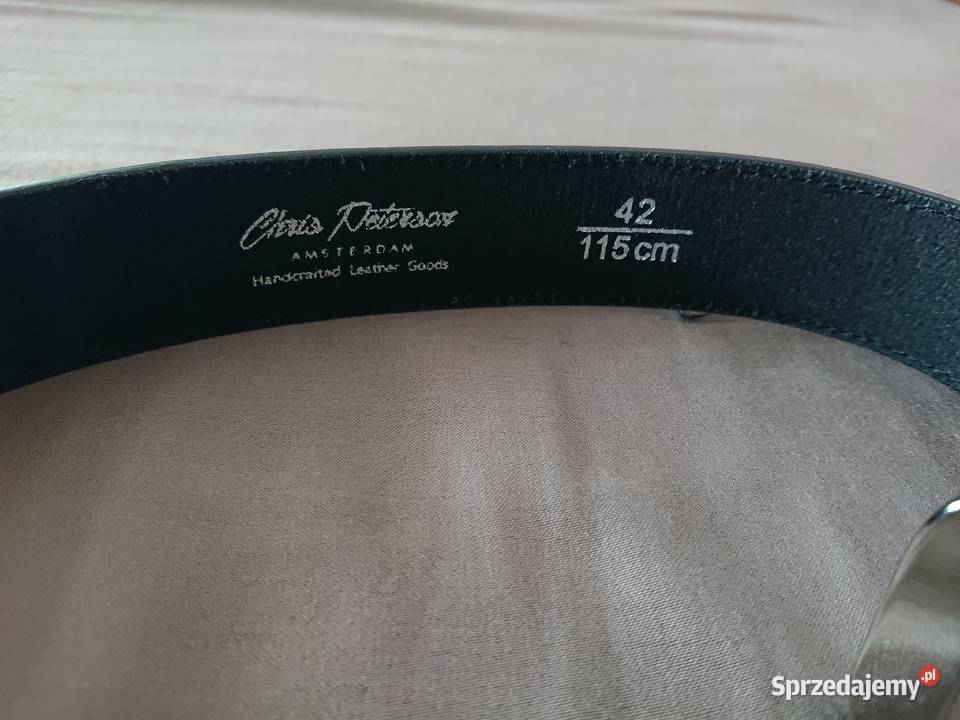 Chris Peterson
AMSTERDAM
Handcrafted Leather Goods
42
115cm
Sprzedajemy.pl